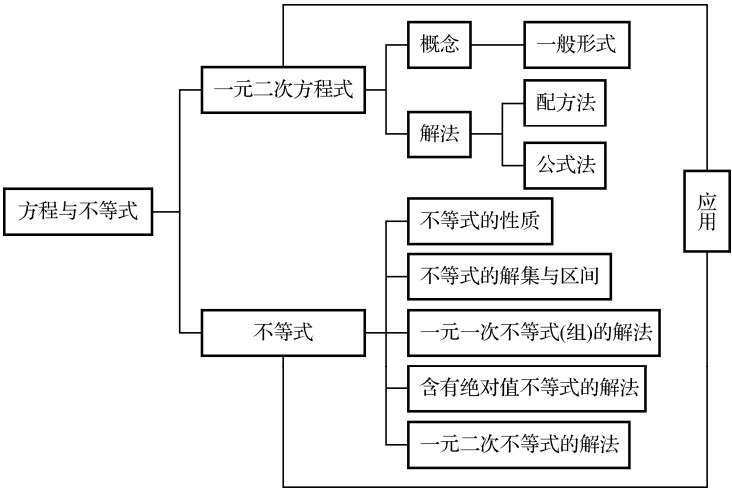 方程与不等式
一元二次方程式
概念
一般形式
解法
配方法
公式法
不等式
不等式的性质
不等式的解集与区间
一元一次不等式(组)的解法
含有绝对值不等式的解法
一元二次不等式的解法
应
用